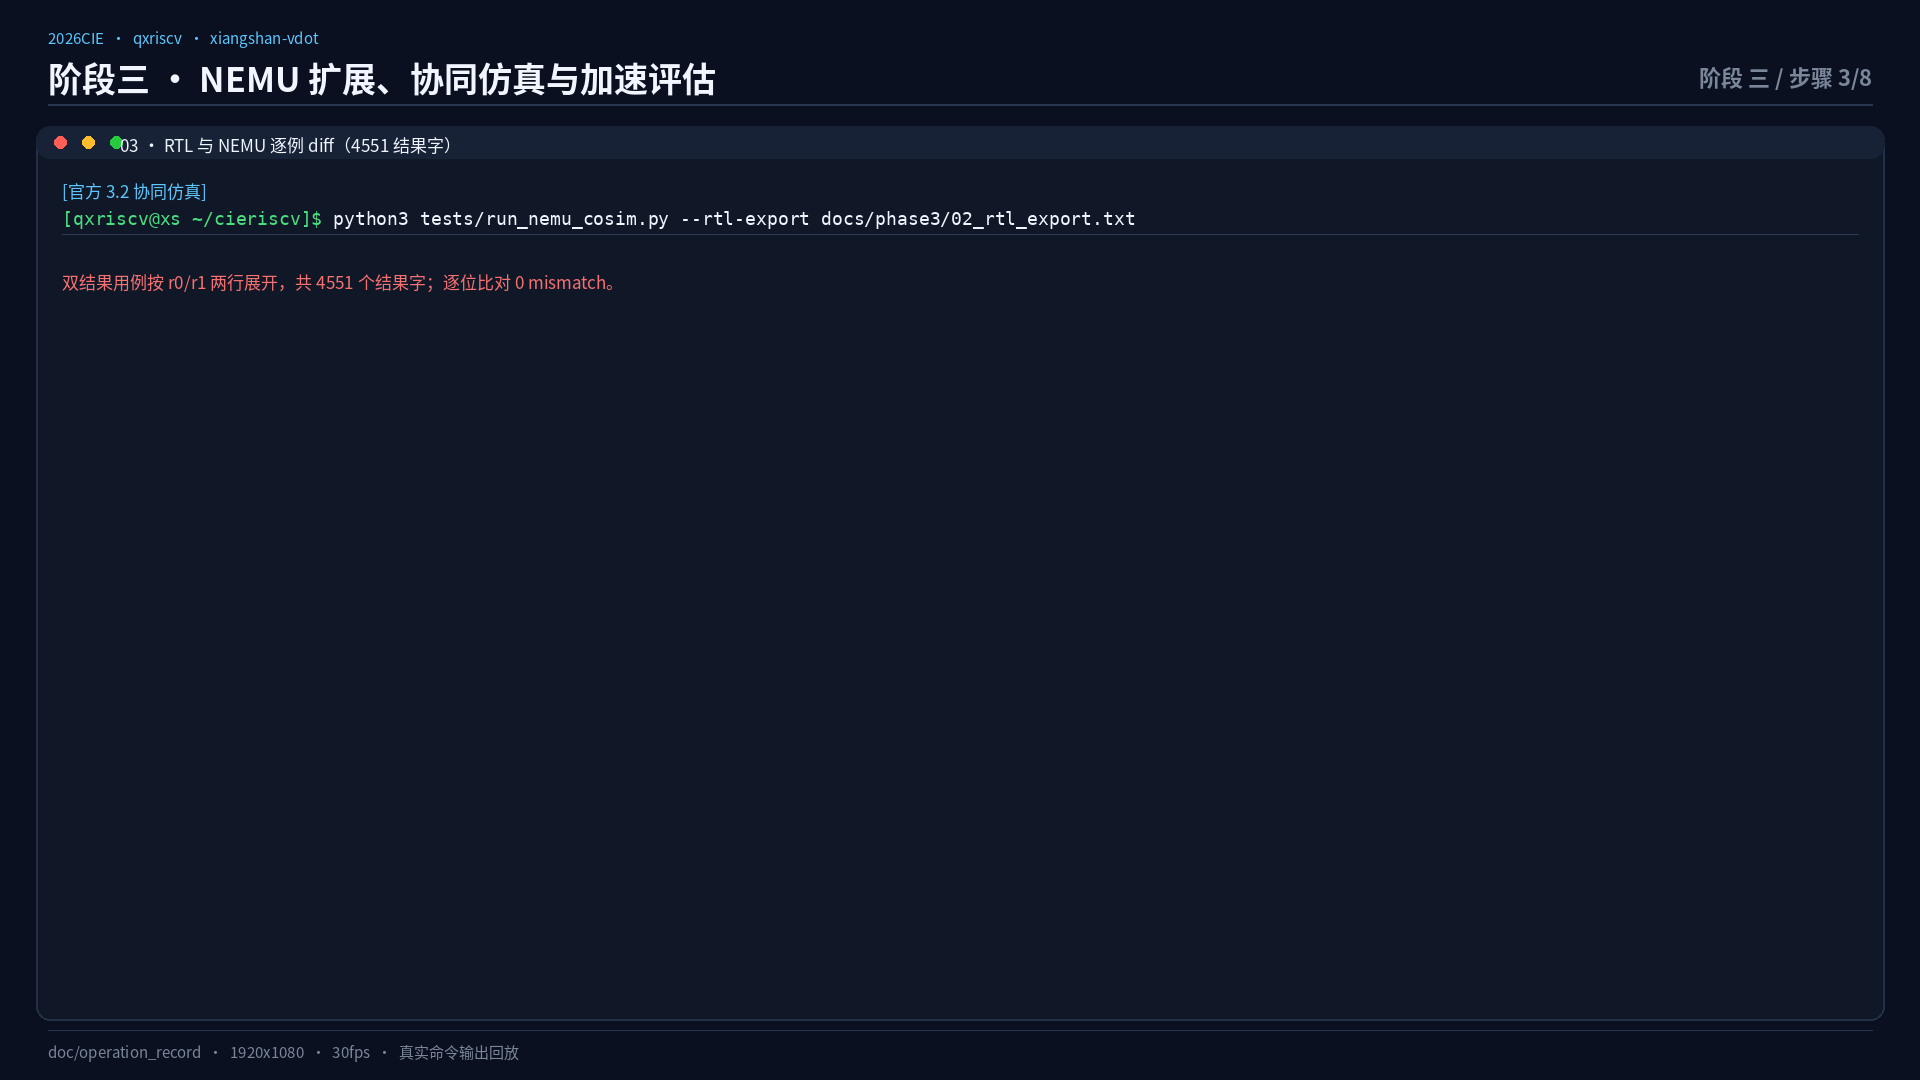 2026CIE • qxriscv • xiangshan-vdot
阶段三 • NEMU 扩展、协同仿真与加速评估
阶段 三 / 步骤 3/8
03 • RTL 与 NEMU 逐例 diff（4551 结果字）
[官方 3.2 协同仿真]
[qxriscv@xs ~/cieriscv]$ python3 tests/run_nemu_cosim.py --rtl-export docs/phase3/02_rtl_export.txt
双结果用例按 r0/r1 两行展开，共 4551 个结果字；逐位比对 0 mismatch。
doc/operation_record • 1920x1080 • 30fps • 真实命令输出回放